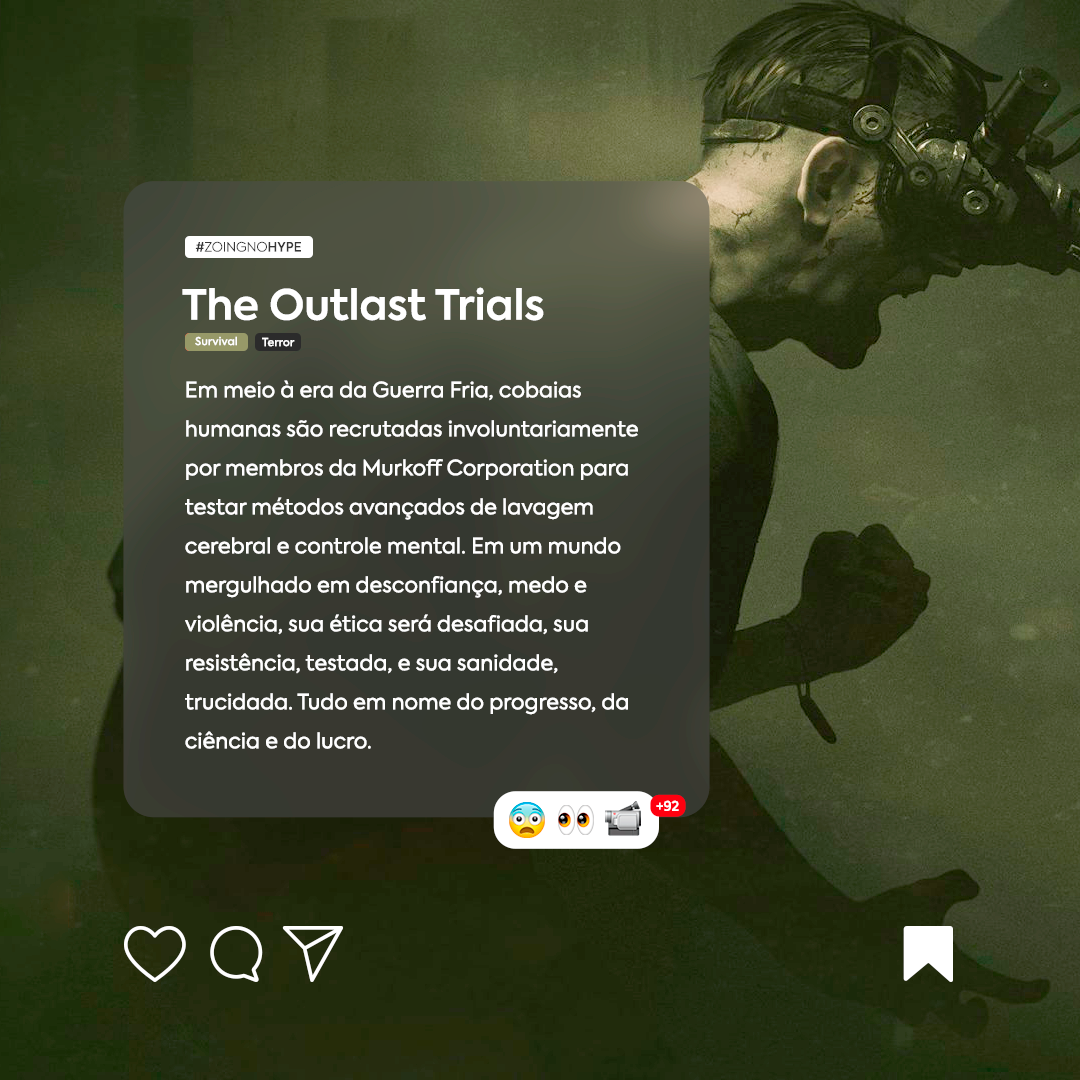 #ZOINGNOHYPE
The Outlast Trials
Survival Terror
Em meio à era da Guerra Fria, cobaias
humanas são recrutadas involuntariamente
por membros da Murkoff Corporation para
testar métodos avançados de lavagem
cerebral e controle mental. Em um mundo
mergulhado em desconfiança, medo e
violência, sua ética será desafiada, sua
resistência, testada, e sua sanidade,
trucidada. Tudo em nome do progresso, da
ciência e do lucro.
+92